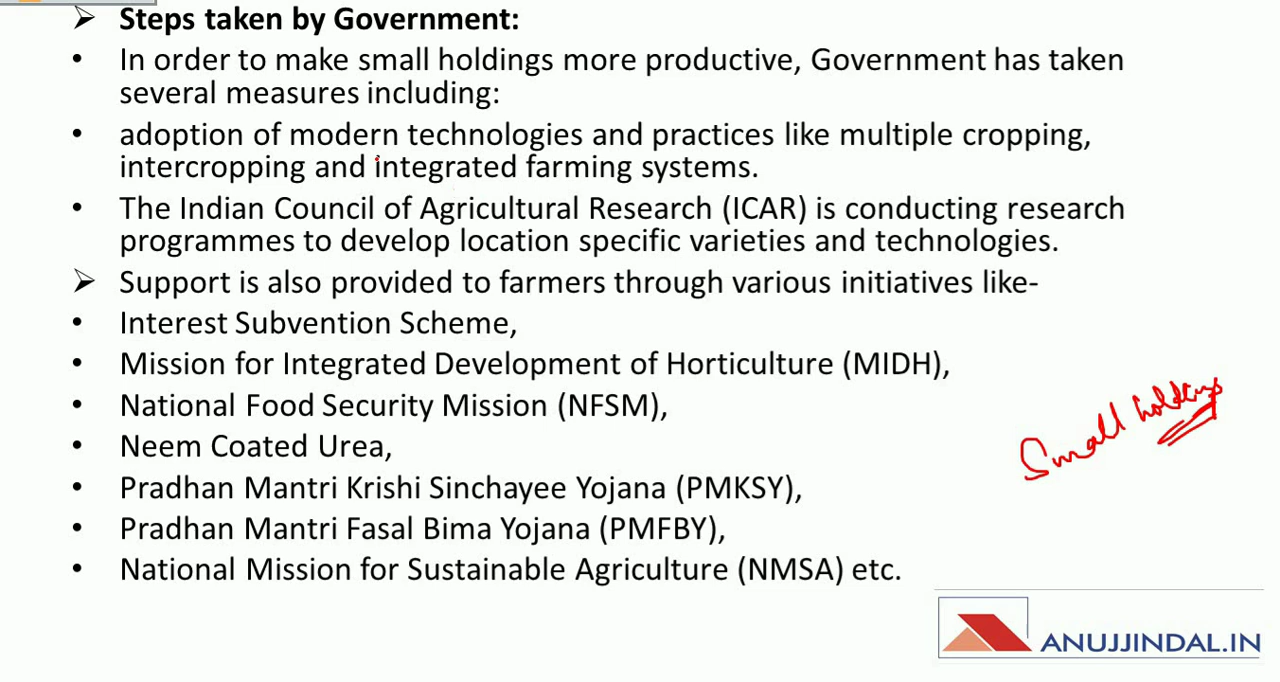 ➢ Steps taken by Government:
• In order to make small holdings more productive, Government has taken
several measures including:
• adoption of modern technologies and practices like multiple cropping,
intercropping and integrated farming systems.
• The Indian Council of Agricultural Research (ICAR) is conducting research
programmes to develop location specific varieties and technologies.
➢ Support is also provided to farmers through various initiatives like-
• Interest Subvention Scheme,
• Mission for Integrated Development of Horticulture (MIDH),
• National Food Security Mission (NFSM),
• Neem Coated Urea,
• Pradhan Mantri Krishi Sinchayee Yojana (PMKSY),
• Pradhan Mantri Fasal Bima Yojana (PMFBY),
• National Mission for Sustainable Agriculture (NMSA) etc.
Small holdings
ANUJJINDAL.IN